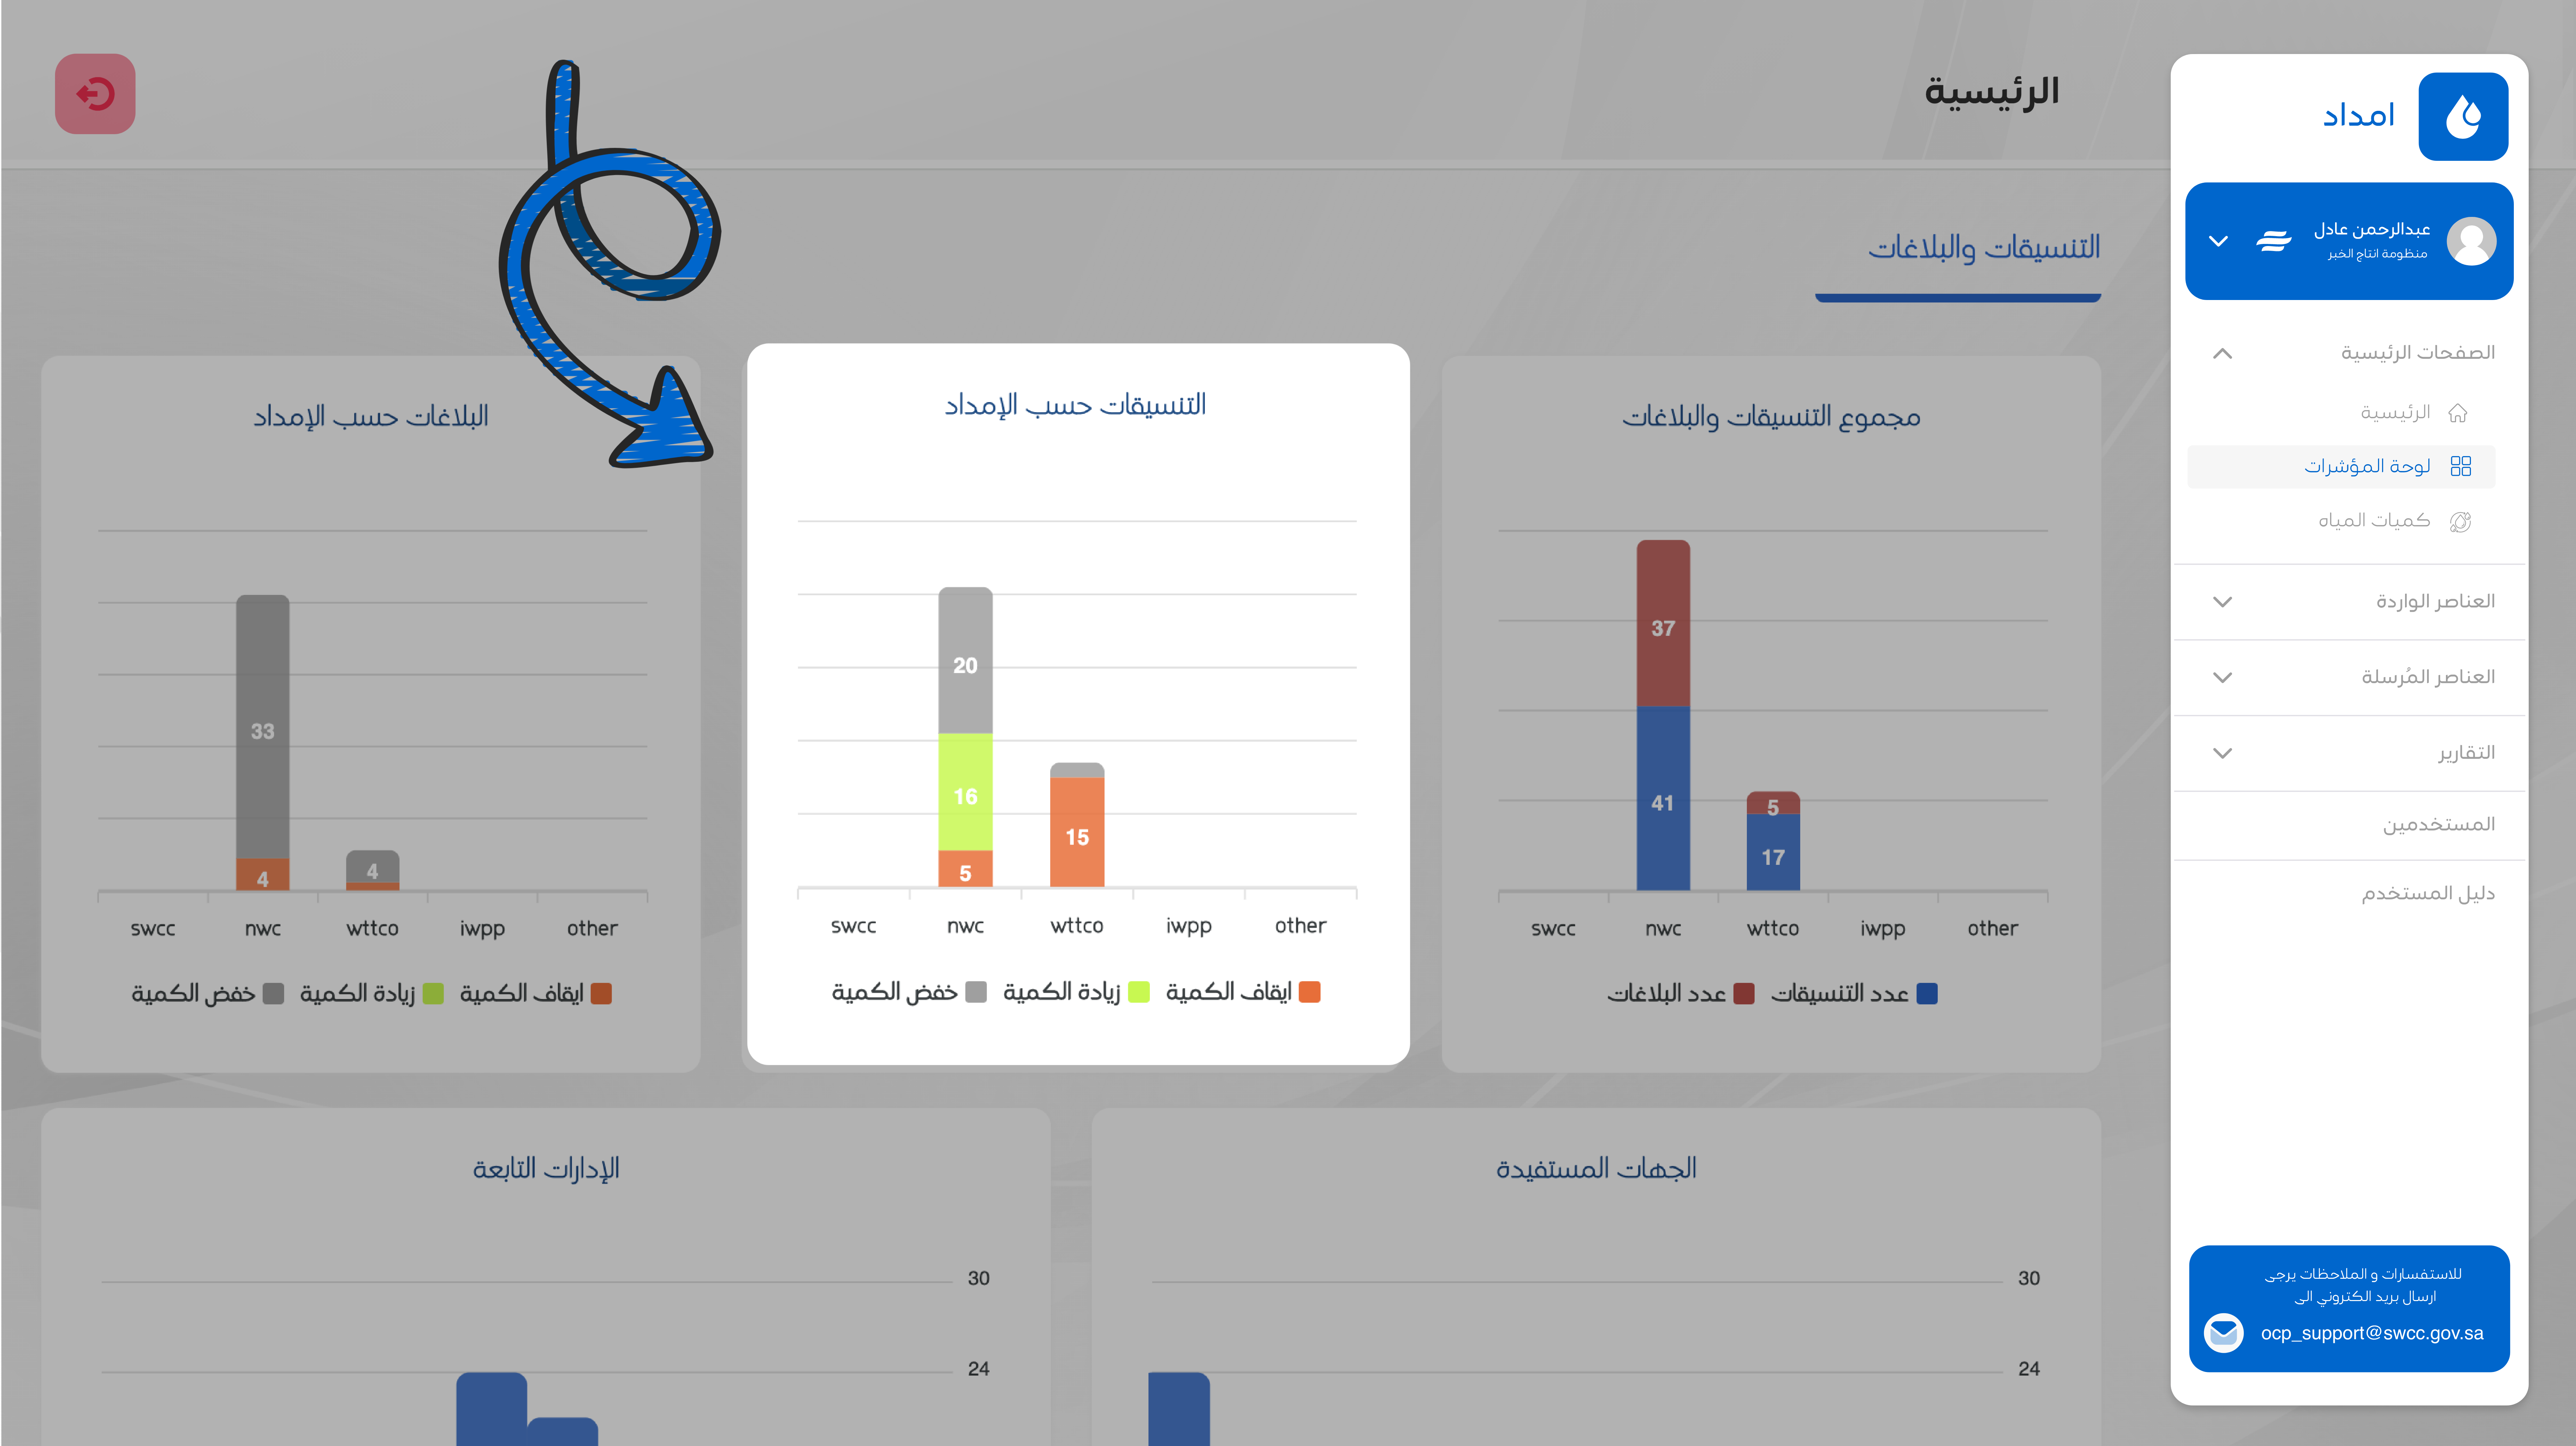 امداد
عبدالرحمن عادل
منظومة انتاج الخبر
الصفحات الرئيسية
الرئيسية
لوحة المؤشرات
كميات المياه
العناصر الواردة
العناصر المُرسلة
التقارير
المستخدمين
دليل المستخدم
للاستفسارات و الملاحظات يرجى
ارسال بريد الكتروني الى
ocp_support@swcc.gov.sa
الرئيسية
التنسيقات والبلاغات
مجموع التنسيقات والبلاغات
37
41
5
17
swcc nwc wttco iwpp other
عدد التنسيقات عدد البلاغات
التنسيقات حسب الإمداد
20
16
5
15
swcc nwc wttco iwpp other
ايقاف الكمية زيادة الكمية خفض الكمية
البلاغات حسب الإمداد
33
4
4
swcc nwc wttco iwpp other
ايقاف الكمية زيادة الكمية خفض الكمية
الجهات المستفيدة
30
24
الإدارات التابعة
30
24